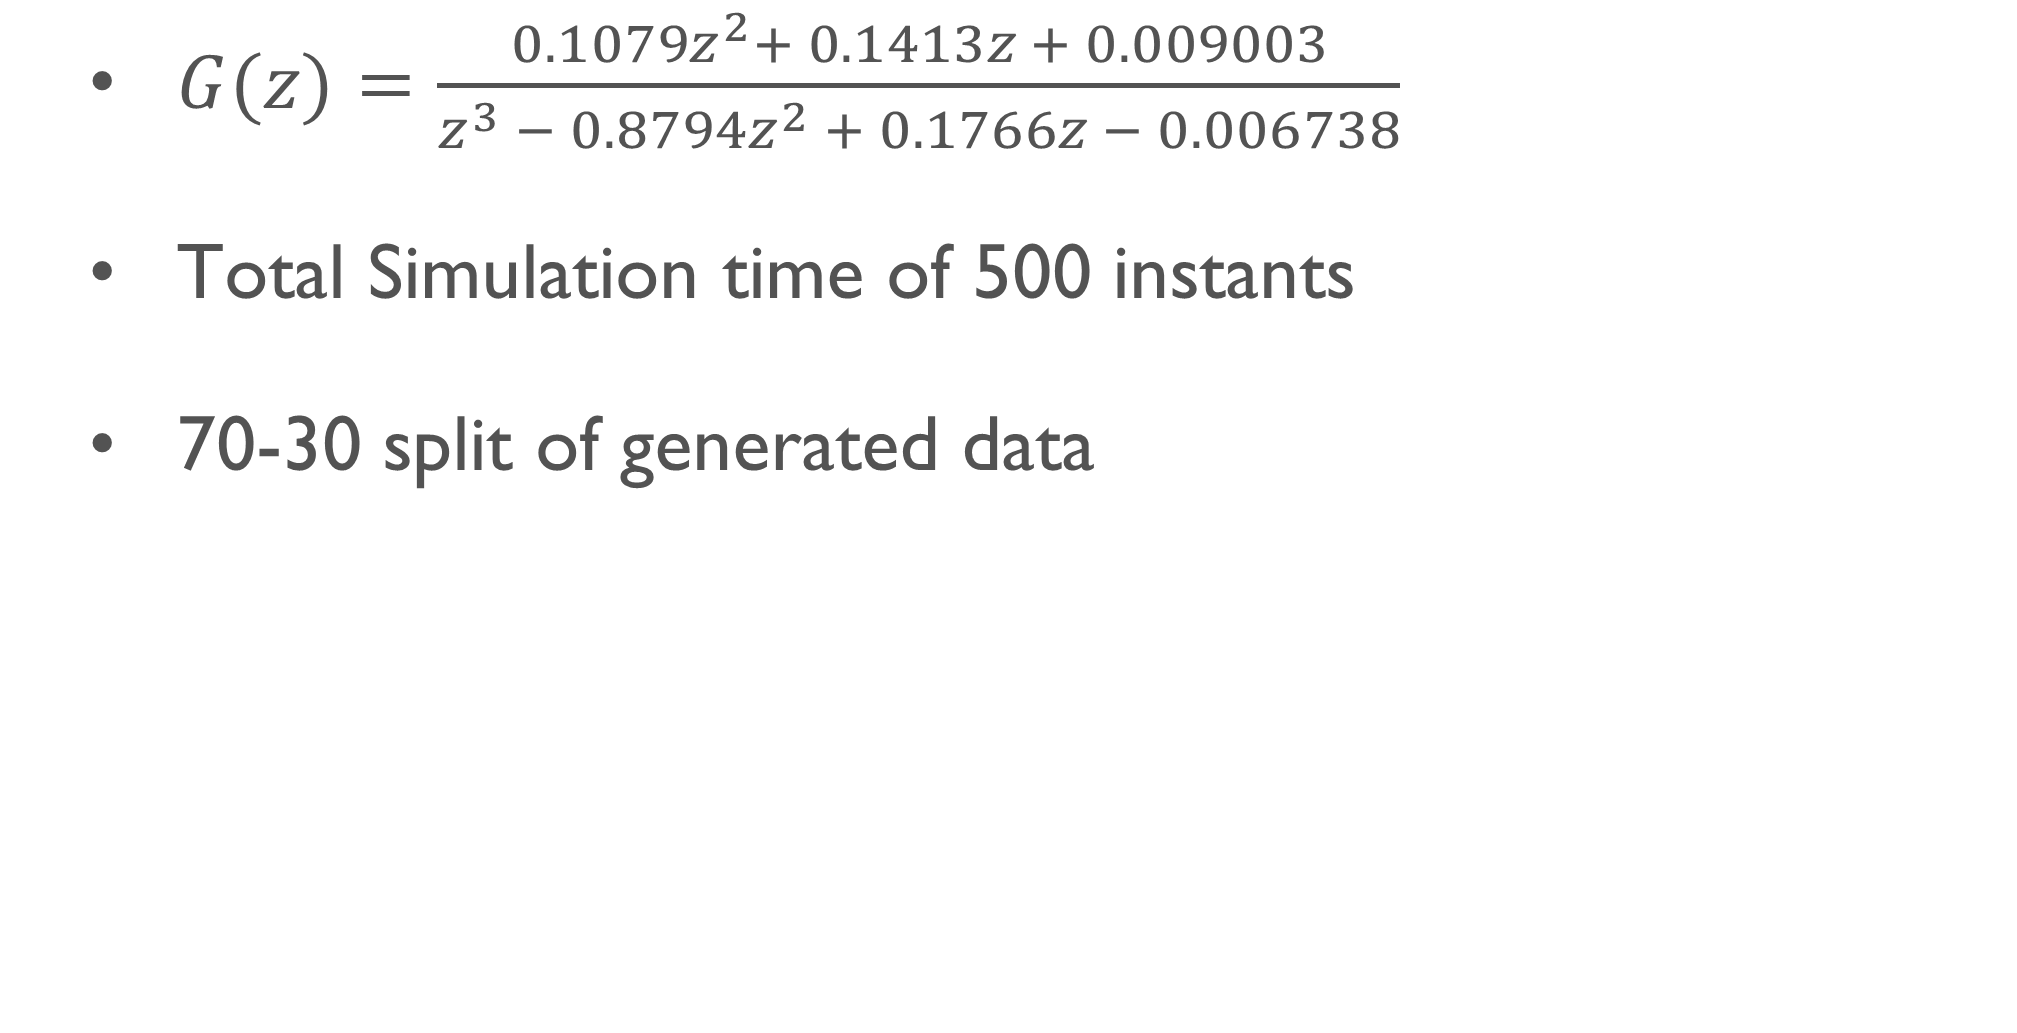 • G(z) = (0.1079z² + 0.1413z + 0.009003) / (z³ − 0.8794z² + 0.1766z − 0.006738)
• Total Simulation time of 500 instants
• 70-30 split of generated data